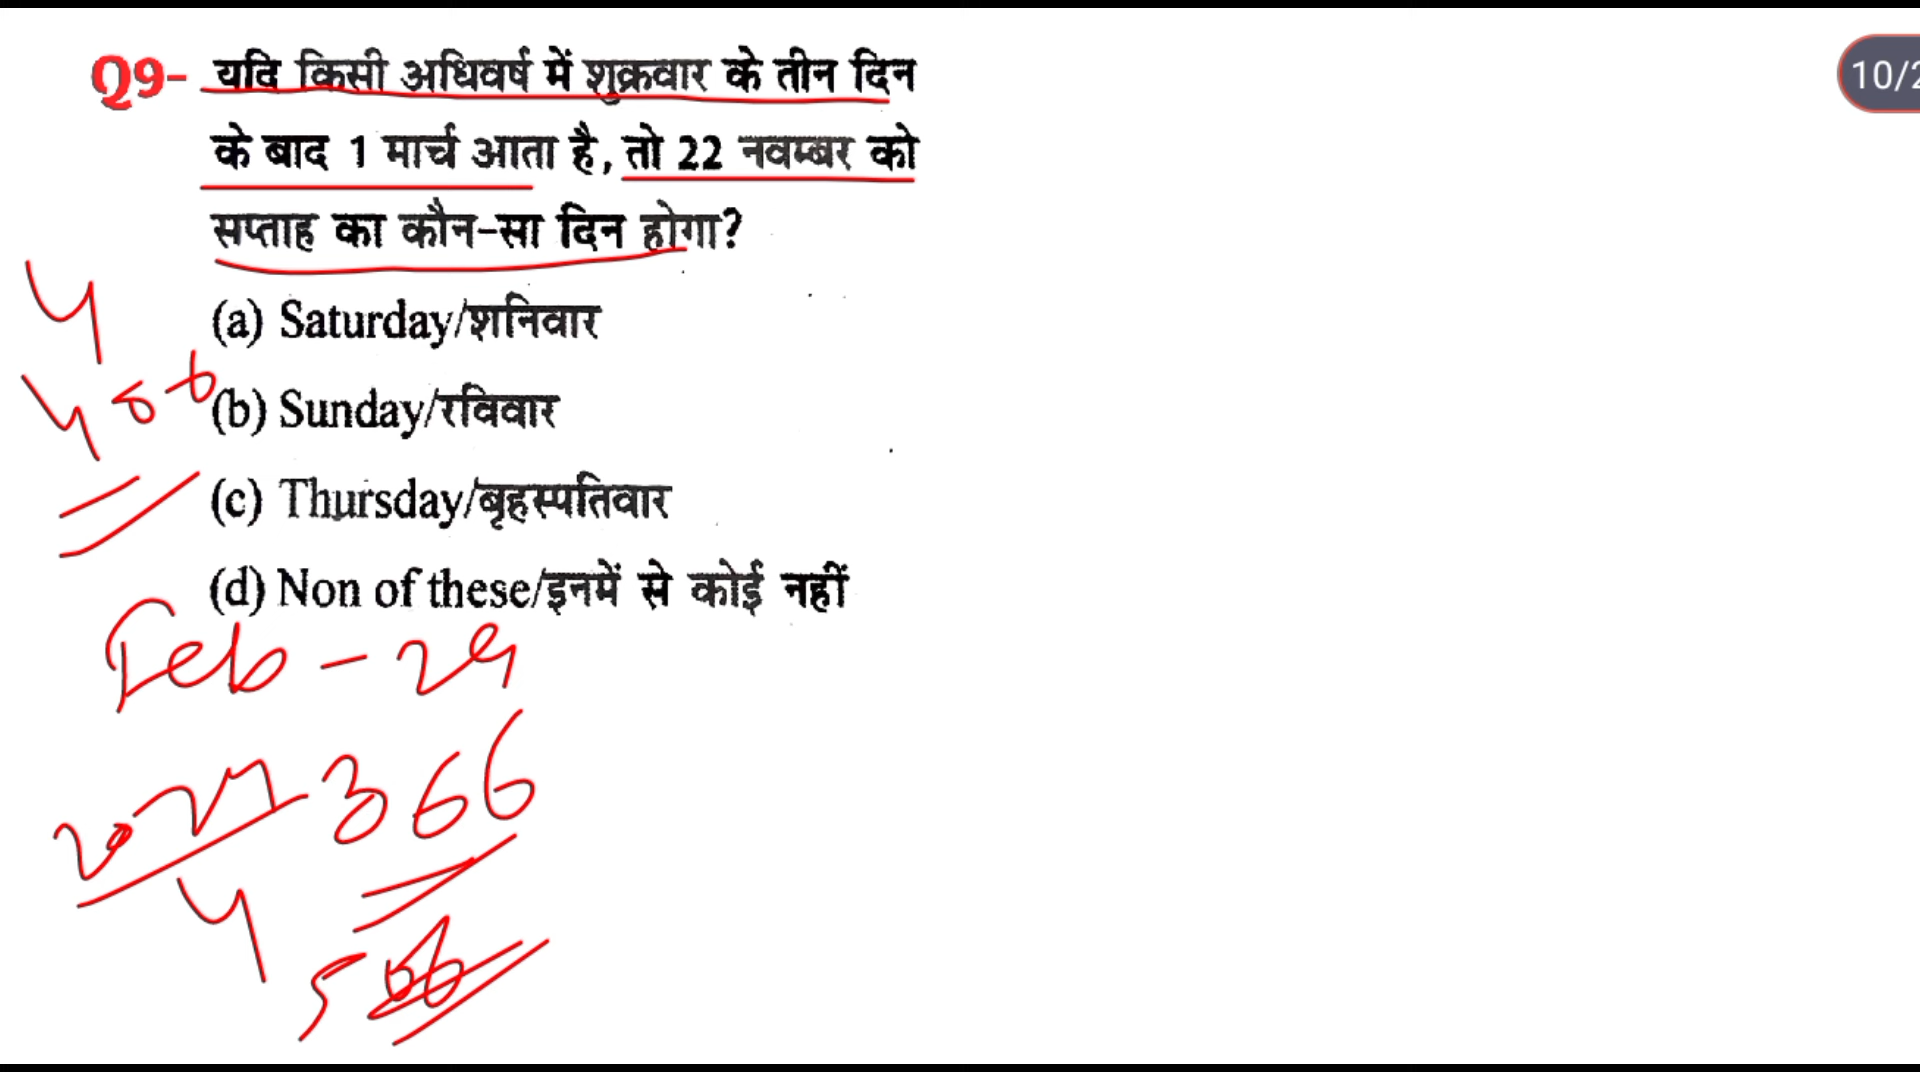 Q9- यदि किसी अधिवर्ष में शुक्रवार के तीन दिन
के बाद 1 मार्च आता है, तो 22 नवम्बर को
सप्ताह का कौन-सा दिन होगा?
(a) Saturday/शनिवार
(b) Sunday/रविवार
(c) Thursday/बृहस्पतिवार
(d) Non of these/इनमें से कोई नहीं
Feb - 29
366
10/2